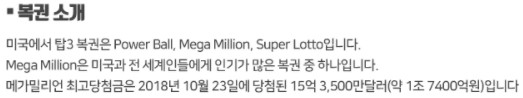 ▪ 복권 소개
미국에서 탑3 복권은 Power Ball, Mega Million, Super Lotto입니다.
Mega Million은 미국과 전 세계인들에게 인기가 많은 복권 중 하나입니다.
메가밀리언 최고당첨금은 2018년 10월 23일에 당첨된 15억 3,500만달러(약 1조 7400억원)입니다